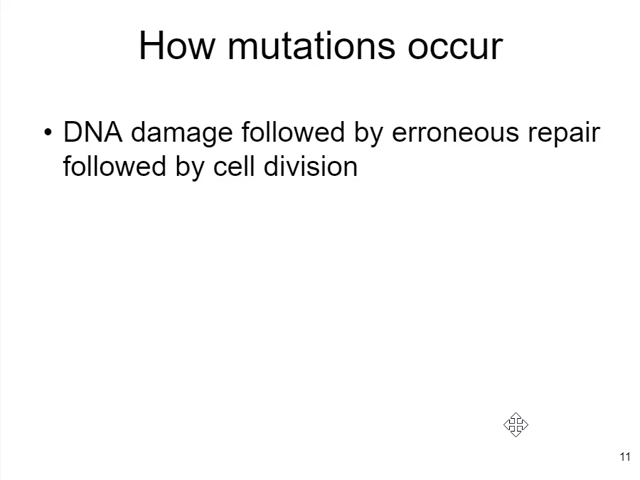 How mutations occur
• DNA damage followed by erroneous repair
followed by cell division
11